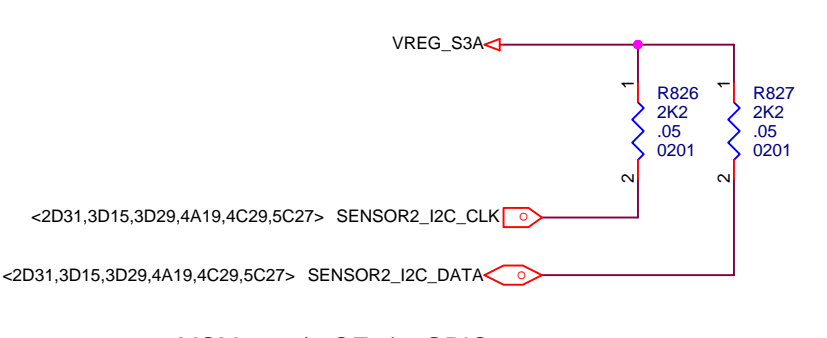 VREG_S3A
1
R826
2K2
.05
0201
2
1
R827
2K2
.05
0201
2
<2D31,3D15,3D29,4A19,4C29,5C27> SENSOR2_I2C_CLK
<2D31,3D15,3D29,4A19,4C29,5C27> SENSOR2_I2C_DATA